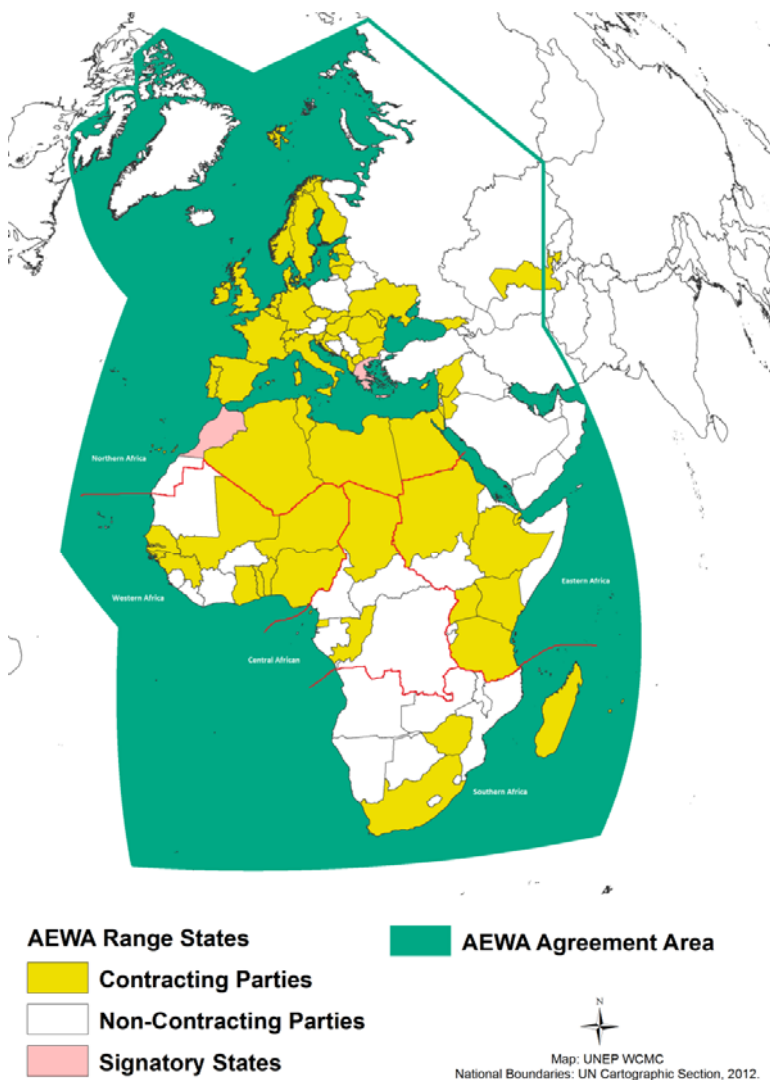 Northern Africa
Western Africa
Eastern Africa
Central African
Southern Africa
AEWA Range States
Contracting Parties
Non-Contracting Parties
Signatory States
AEWA Agreement Area
N
Map: UNEP WCMC
National Boundaries: UN Cartographic Section, 2012.